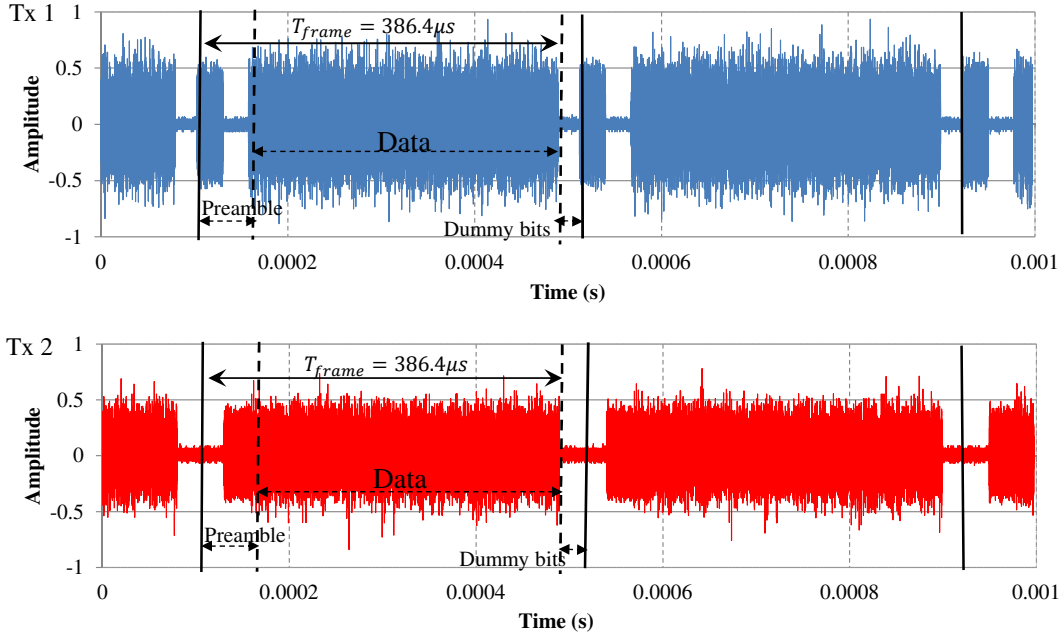 Tx 1
T_frame = 386.4μs
1
0.5
0
-0.5
-1
Amplitude
Data
Preamble
Dummy bits
0 0.0002 0.0004 0.0006 0.0008 0.001
Time (s)
Tx 2
T_frame = 386.4μs
1
0.5
0
-0.5
-1
Amplitude
Data
Preamble
Dummy bits
0 0.0002 0.0004 0.0006 0.0008 0.001
Time (s)